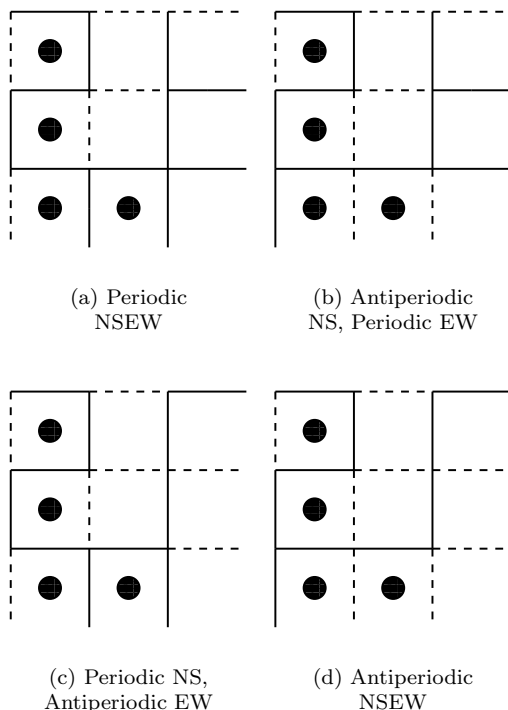 (a) Periodic
NSEW
(b) Antiperiodic
NS, Periodic EW
(c) Periodic NS,
Antiperiodic EW
(d) Antiperiodic
NSEW